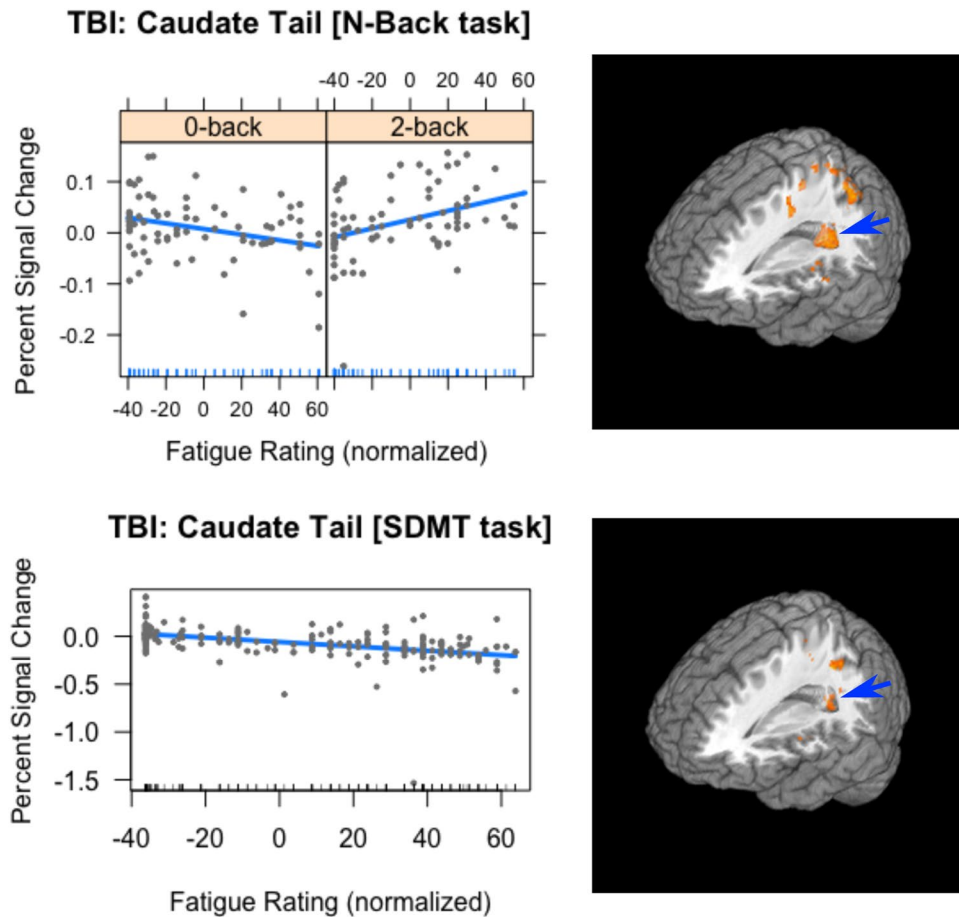 TBI: Caudate Tail [N-Back task]
-40 -20 0 20 40 60
0-back 2-back
Percent Signal Change
0.1
0.0
-0.1
-0.2
-40 -20 0 20 40 60
Fatigue Rating (normalized)
TBI: Caudate Tail [SDMT task]
Percent Signal Change
0.0
-0.5
-1.0
-1.5
-40 -20 0 20 40 60
Fatigue Rating (normalized)